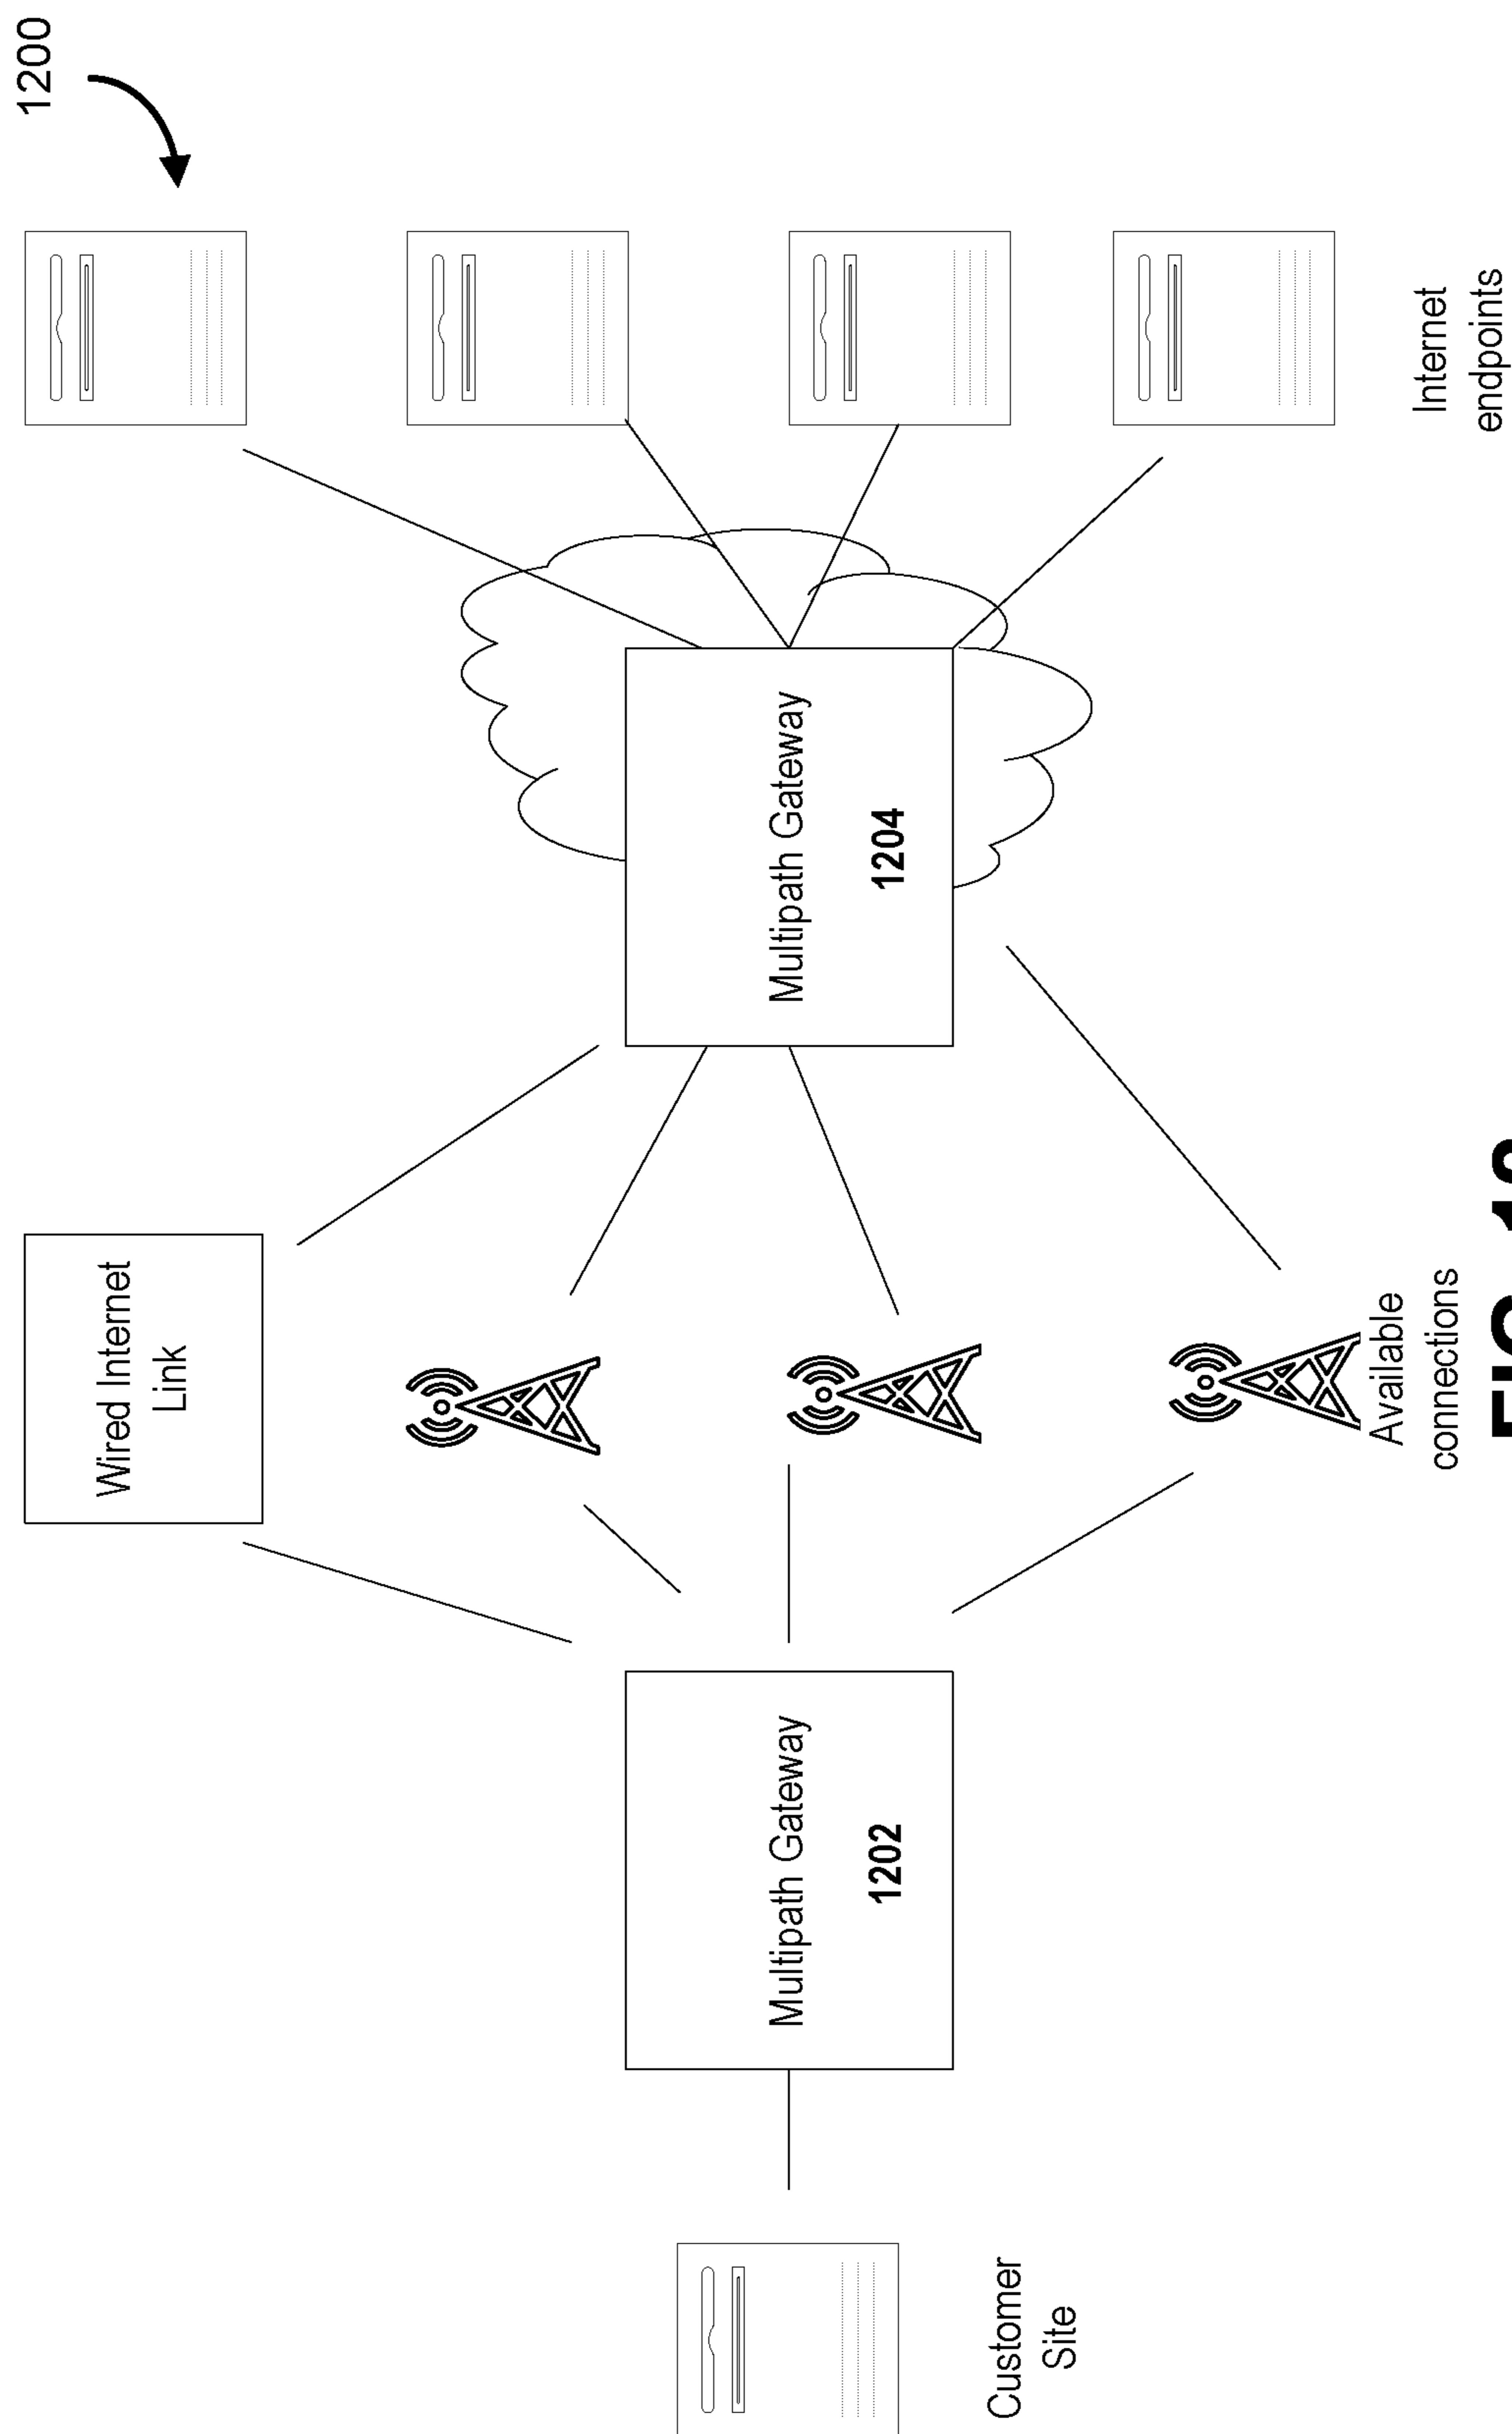 1200
Wired Internet
Link
Multipath Gateway
1202
Multipath Gateway
1204
Customer
Site
Available
connections
Internet
endpoints